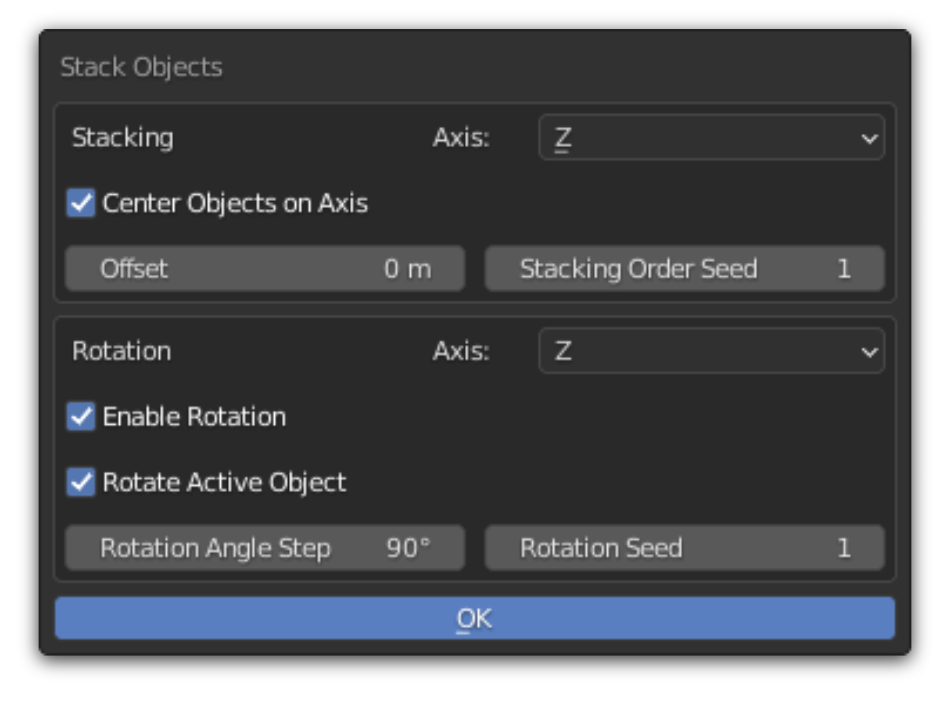 Stack Objects
Stacking Axis: Z
Center Objects on Axis
Offset 0 m Stacking Order Seed 1
Rotation Axis: Z
Enable Rotation
Rotate Active Object
Rotation Angle Step 90° Rotation Seed 1
OK